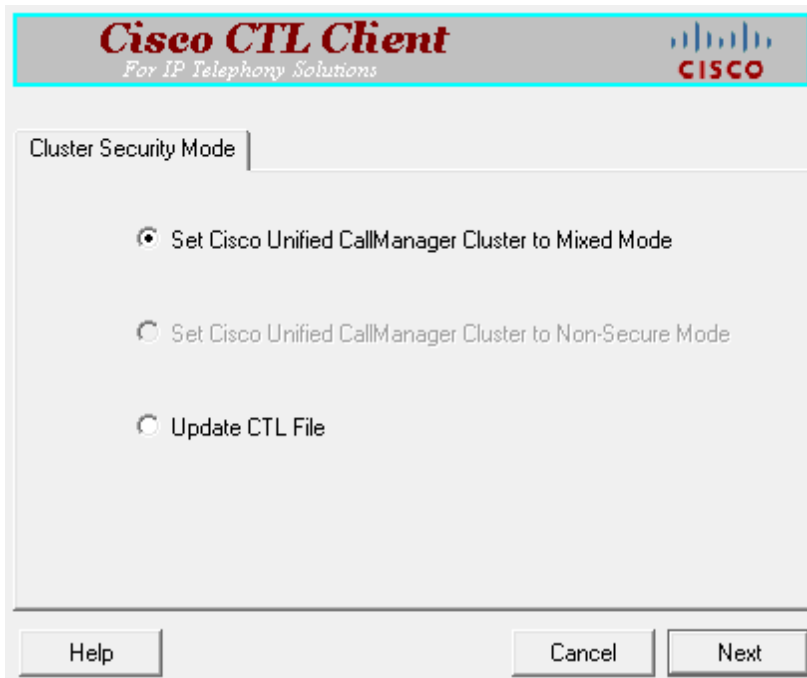 Cisco CTL Client
For IP Telephony Solutions
CISCO
Cluster Security Mode
Set Cisco Unified CallManager Cluster to Mixed Mode
Set Cisco Unified CallManager Cluster to Non-Secure Mode
Update CTL File
Help
Cancel
Next